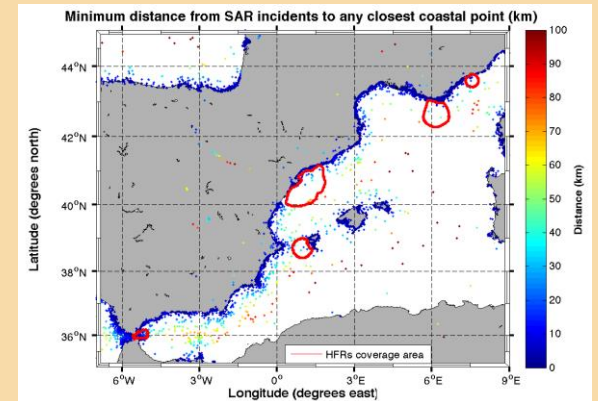 Minimum distance from SAR incidents to any closest coastal point (km)
44°N
42°N
40°N
38°N
36°N
Latitude (degrees north)
6°W
3°W
0°
3°E
6°E
9°E
Longitude (degrees east)
HFRs coverage area
100
90
80
70
60
50
40
30
20
10
0
Distance (km)